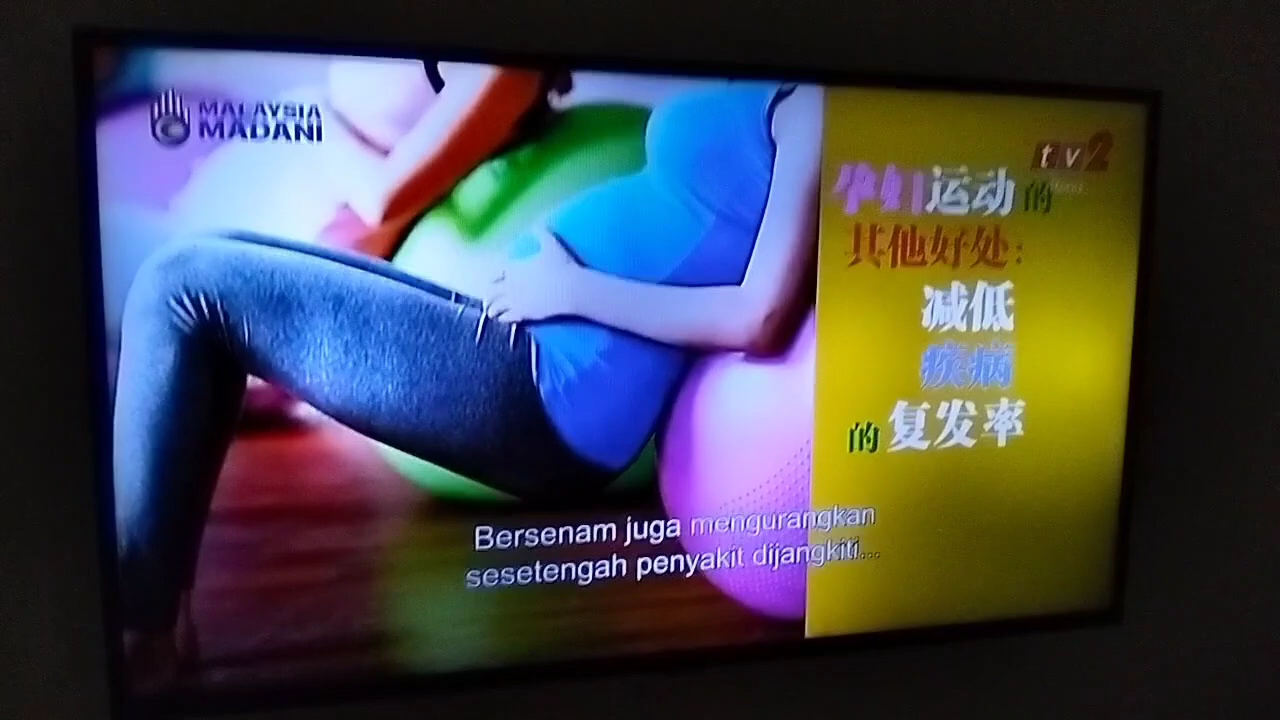 MALAYSIA
MADANI
tv2
孕妇运动的
其他好处:
减低
疾病
的复发率
Bersenam juga mengurangkan
sesetengah penyakit dijangkiti...